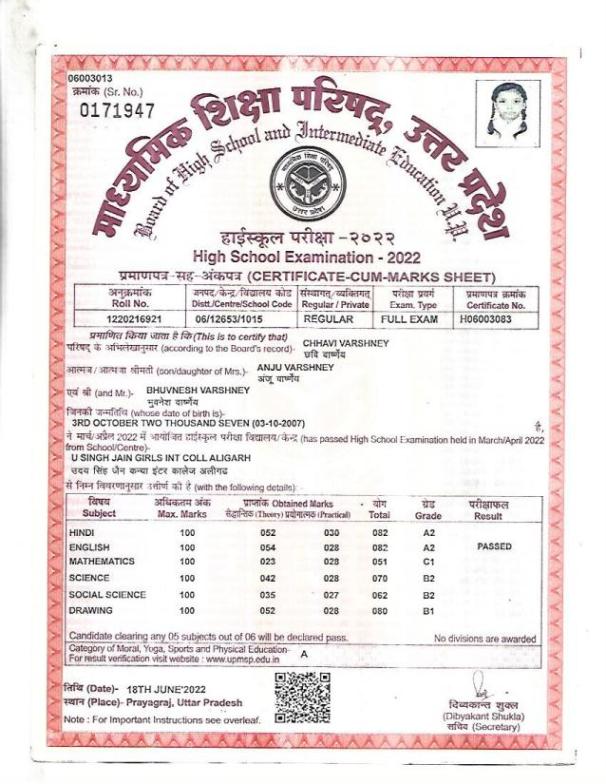 06003013
क्रमांक (Sr. No.)
0171947
माध्यमिक शिक्षा परिषद, उत्तर प्रदेश
Board of High School and Intermediate Education U.P.
माध्यमिक शिक्षा परिषद
उत्तर प्रदेश
हाईस्कूल परीक्षा -२०२२
High School Examination - 2022
प्रमाणपत्र-सह-अंकपत्र (CERTIFICATE-CUM-MARKS SHEET)
अनुक्रमांक जनपद/केन्द्र/विद्यालय कोड संस्थागत/व्यक्तिगत परीक्षा प्रयर्ग प्रमाणपत्र क्रमांक
Roll No. Distt./Centre/School Code Regular / Private Exam. Type Certificate No.
1220216921 06/12653/1015 REGULAR FULL EXAM H06003083
प्रमाणित किया जाता है कि (This is to certify that)
परिषद् के अभिलेखानुसार (according to the Board's record)- CHHAVI VARSHNEY
छवि वार्ष्णेय
आत्मज/आत्मजा श्रीमती (son/daughter of Mrs.)- ANJU VARSHNEY
अंजू वार्ष्णेय
एवं श्री (and Mr.)- BHUVNESH VARSHNEY
भुवनेश वार्ष्णेय
जिनकी जन्मतिथि (whose date of birth is)-
3RD OCTOBER TWO THOUSAND SEVEN (03-10-2007) है,
ने मार्च/अप्रैल 2022 में आयोजित हाईस्कूल परीक्षा विद्यालय/केन्द्र (has passed High School Examination held in March/April 2022
from School/Centre)-
U SINGH JAIN GIRLS INT COLL ALIGARH
उदय सिंह जैन कन्या इंटर कालेज अलीगढ
से निम्न विवरणानुसार उत्तीर्ण की है (with the following details):-
विषय अधिकतम अंक प्राप्तांक Obtained Marks योग ग्रेड परीक्षाफल
Subject Max. Marks सैद्धान्तिक (Theory) प्रयोगात्मक (Practical) Total Grade Result
HINDI 100 052 030 082 A2
ENGLISH 100 054 028 082 A2 PASSED
MATHEMATICS 100 023 028 051 C1
SCIENCE 100 042 028 070 B2
SOCIAL SCIENCE 100 035 027 062 B2
DRAWING 100 052 028 080 B1
Candidate clearing any 05 subjects out of 06 will be declared pass. No divisions are awarded
Category of Moral, Yoga, Sports and Physical Education- A
For result verification visit website : www.upmsp.edu.in
तिथि (Date)- 18TH JUNE'2022
स्थान (Place)- Prayagraj, Uttar Pradesh
Note : For Important Instructions see overleaf.
दिव्यकान्त शुक्ल
(Dibyakant Shukla)
सचिव (Secretary)